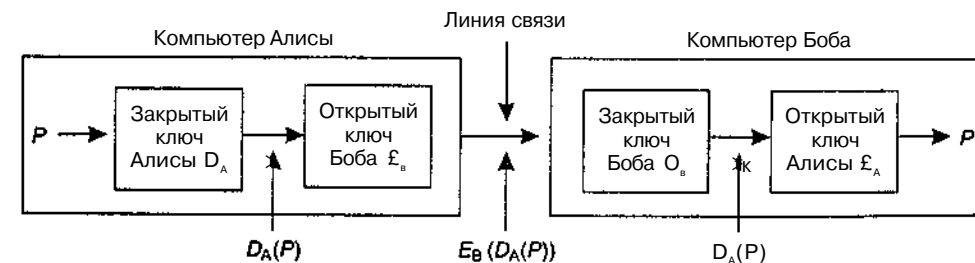 Линия связи
Компьютер Алисы
Компьютер Боба
P
Закрытый
ключ
Алисы D_A
Открытый
ключ
Боба £_в
Закрытый
ключ
Боба O_в
к
Открытый
ключ
Алисы £_A
P
D_A(P)
E_B (D_A(P))
D_A(P)